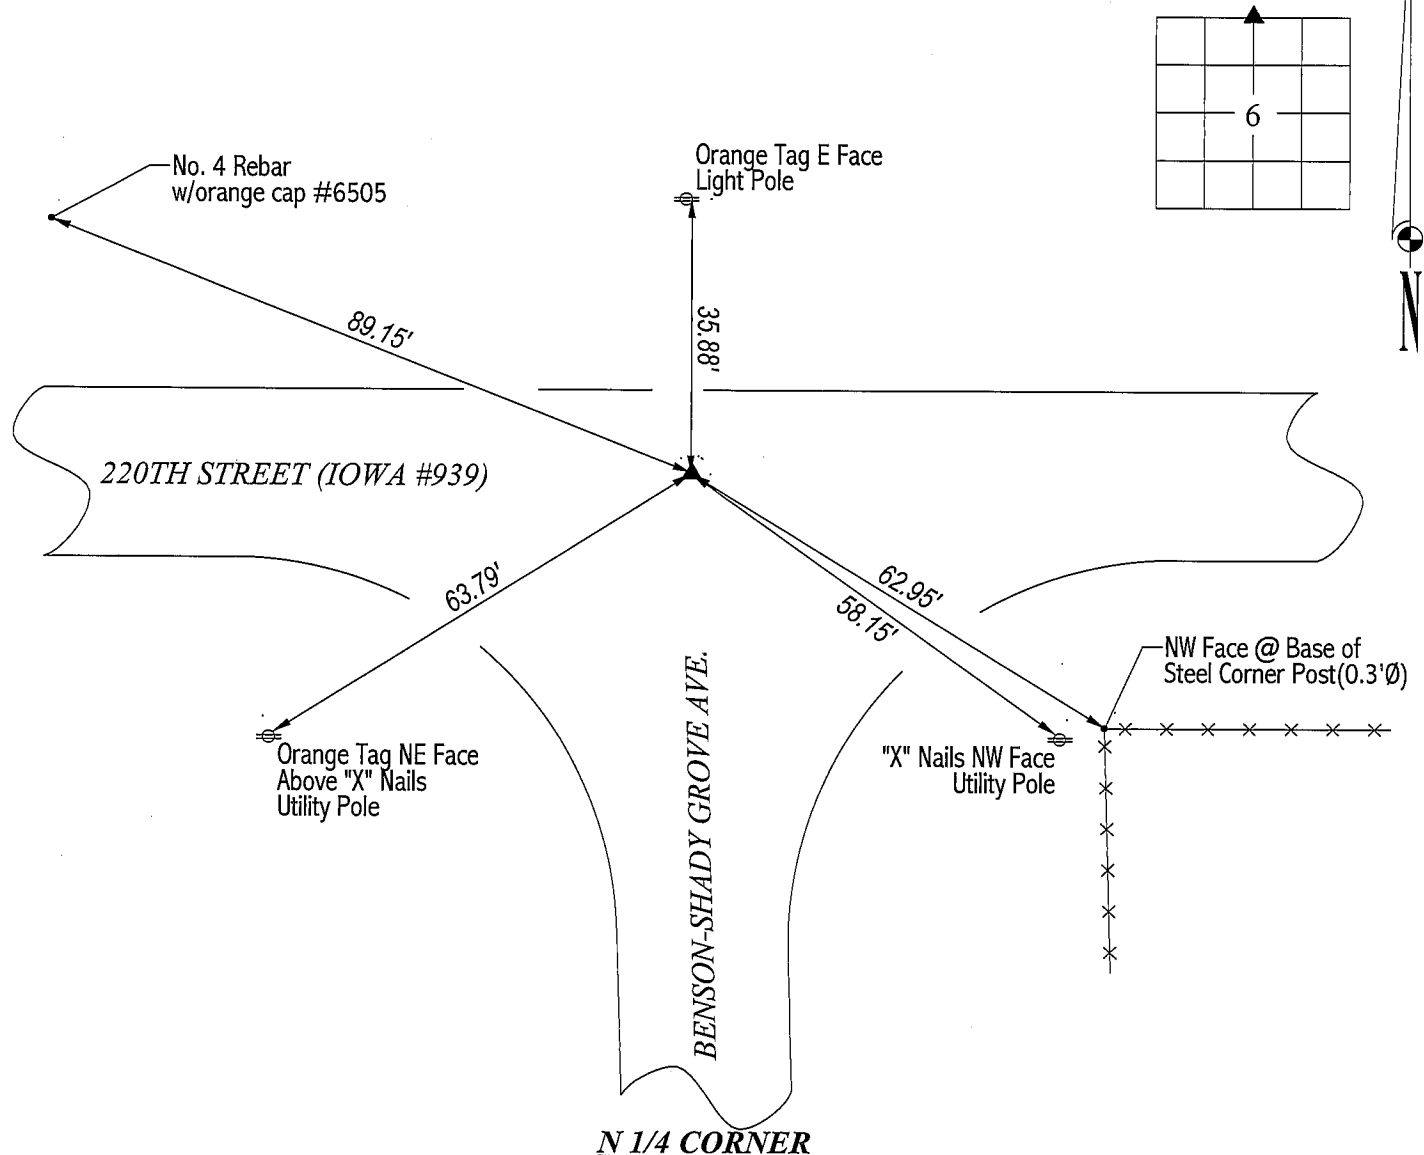 6
N
No. 4 Rebar
w/orange cap #6505
Orange Tag E Face
Light Pole
89.15'
35.88'
220TH STREET (IOWA #939)
63.79'
62.95'
58.15'
NW Face @ Base of
Steel Corner Post(0.3'Ø)
Orange Tag NE Face
Above "X" Nails
Utility Pole
"X" Nails NW Face
Utility Pole
BENSON-SHADY GROVE AVE.
N 1/4 CORNER